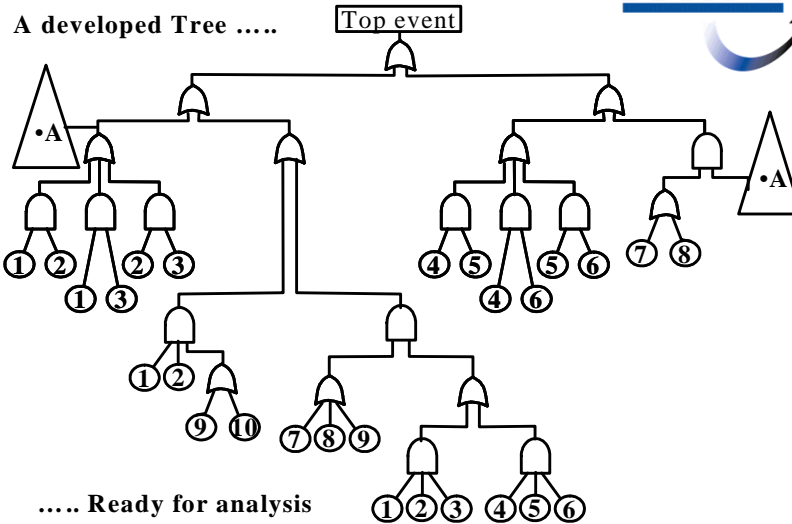 A developed Tree .....
Top event
•A
•A
1 2 2 3 4 5 5 6 7 8
1 3 4 6
1 2
9 10 7 8 9
1 2 3 4 5 6
..... Ready for analysis